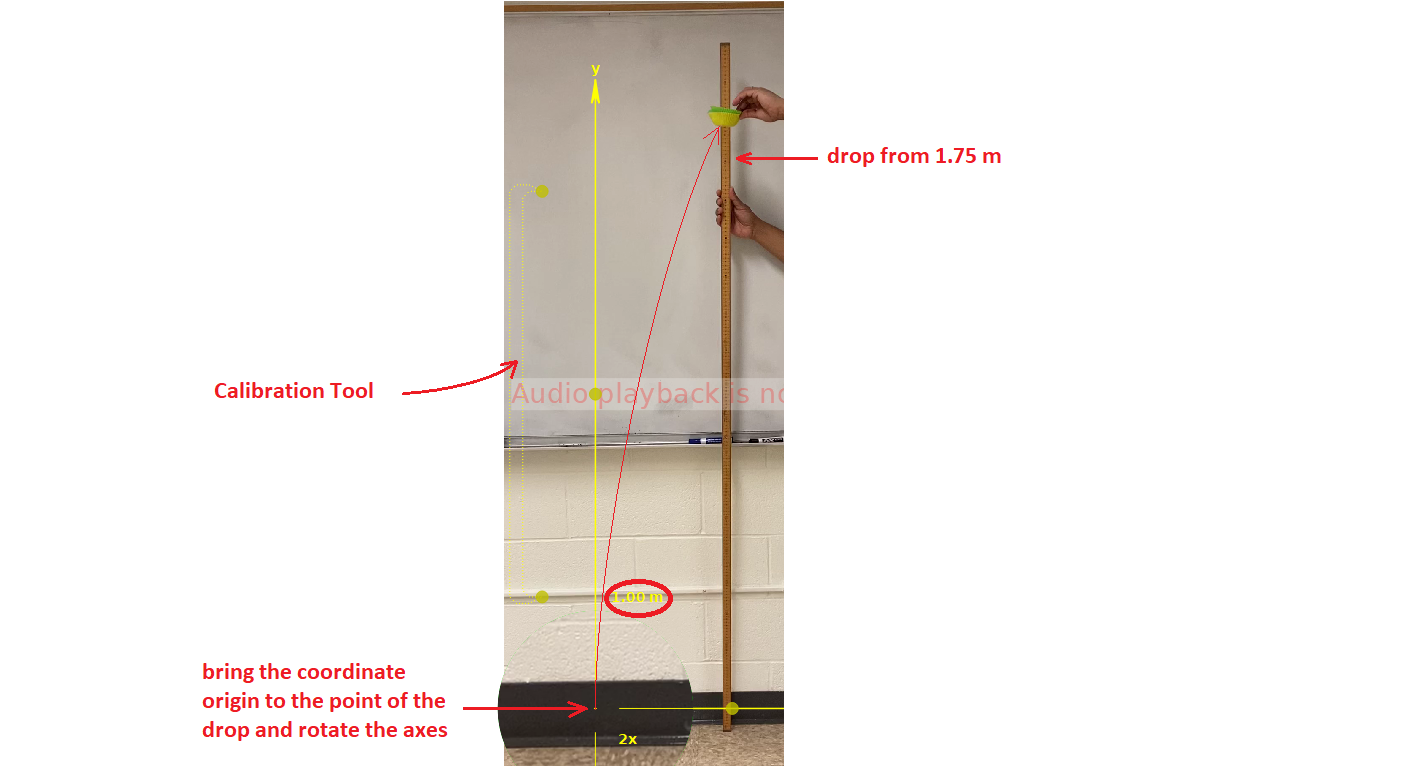 y
drop from 1.75 m
Calibration Tool
Audio playback is no
1.00 m
bring the coordinate
origin to the point of the
drop and rotate the axes
2x